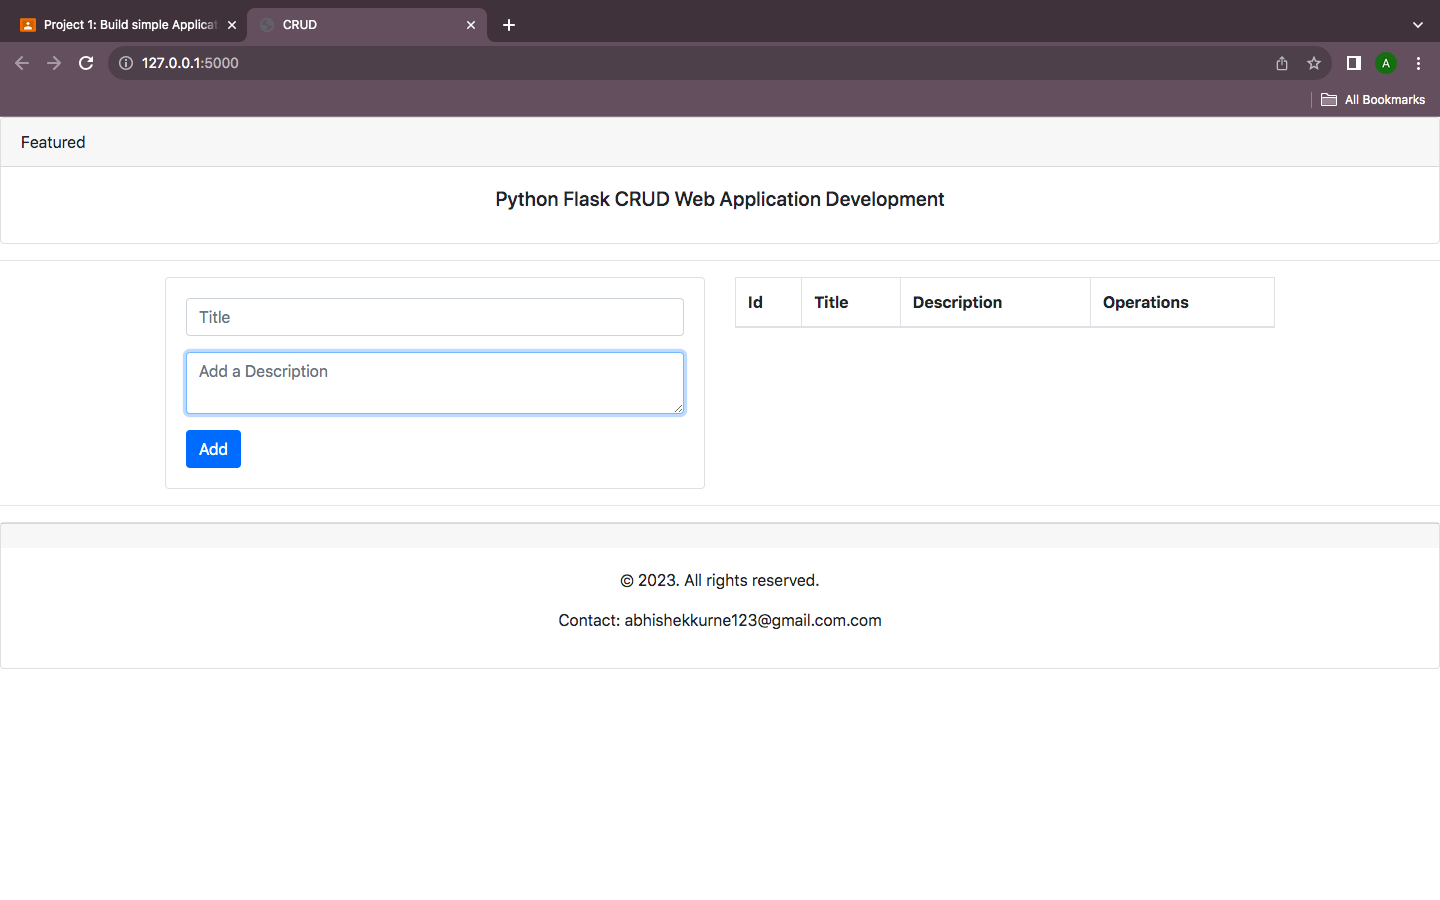 Project 1: Build simple Applicat
CRUD
127.0.0.1:5000
A
All Bookmarks
Featured
Python Flask CRUD Web Application Development
Title
Add a Description
Add
Id Title Description Operations
© 2023. All rights reserved.
Contact: abhishekkurne123@gmail.com.com